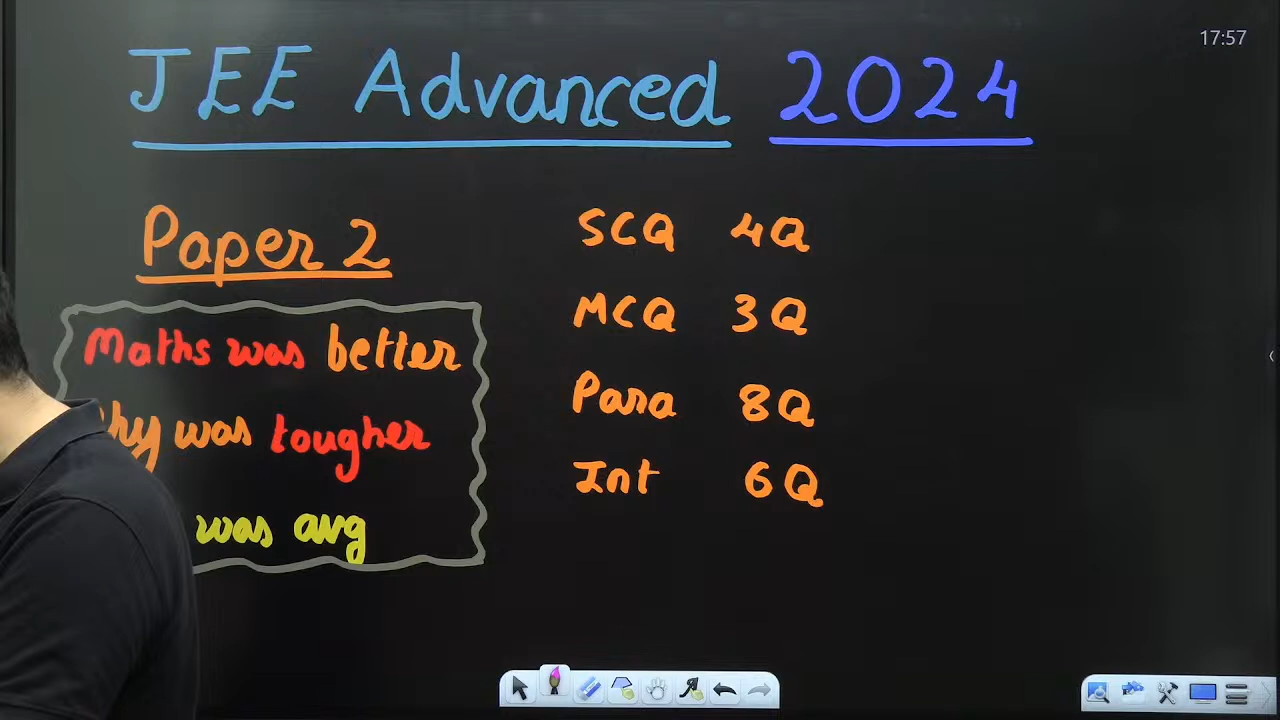 17:57
JEE Advanced 2024
Paper 2
Maths was better
was tougher
was avg
SCQ 4Q
MCQ 3Q
Para 8Q
Int 6Q